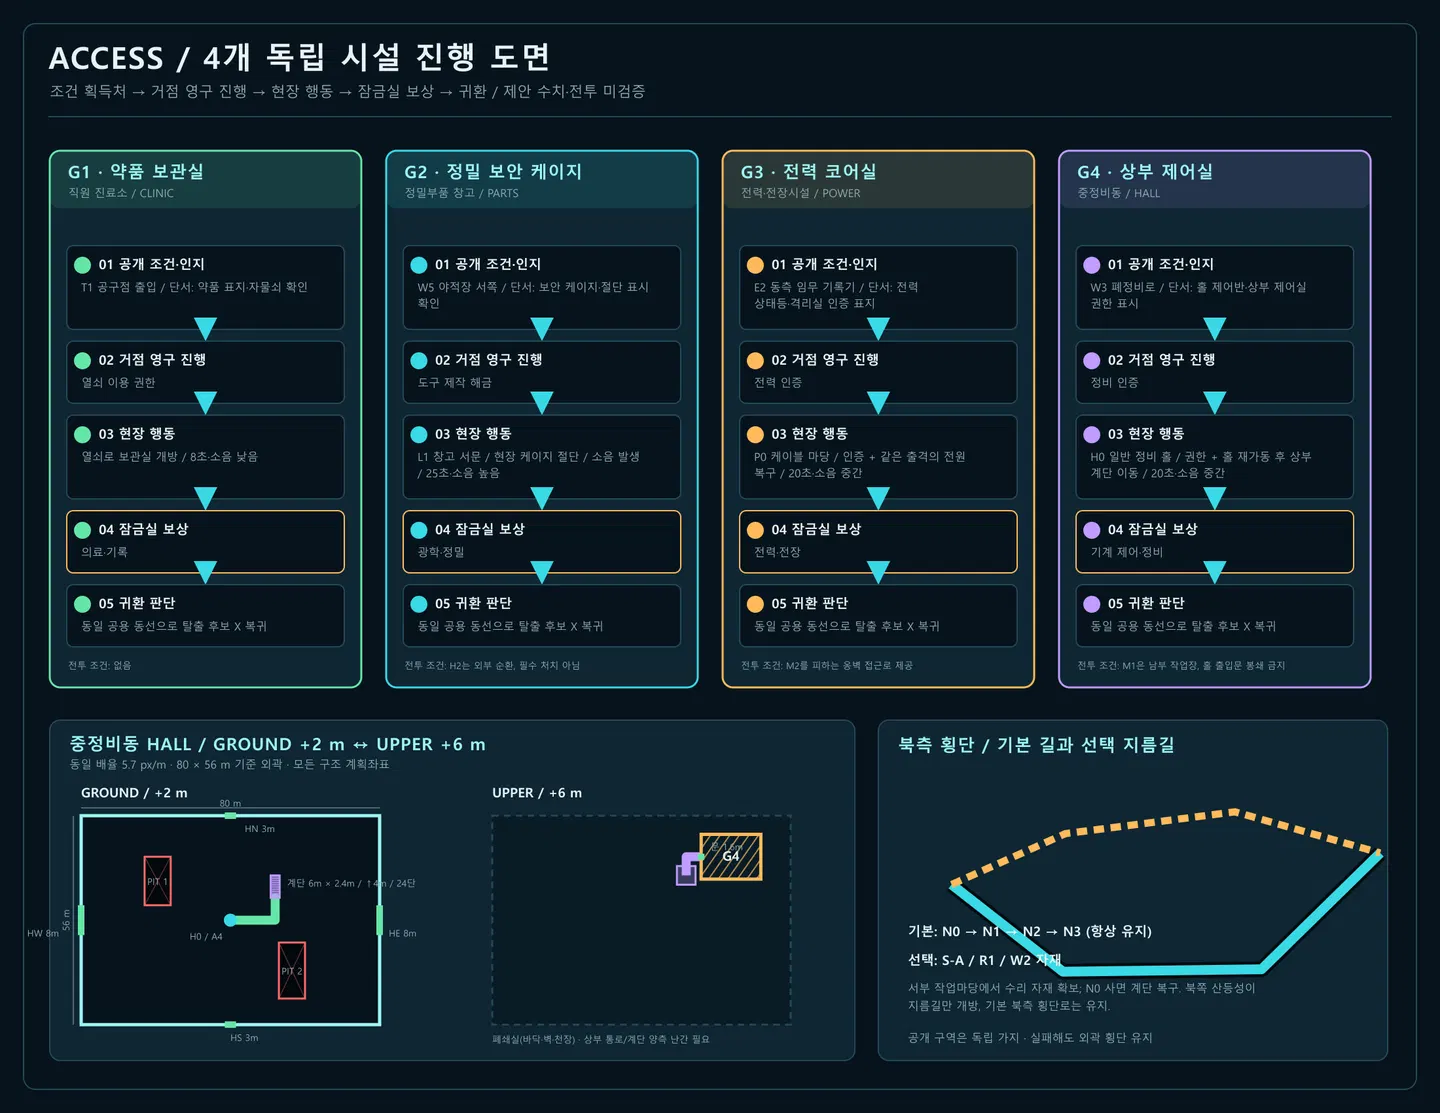 ACCESS / 4개 독립 시설 진행 도면
조건 획득처 → 거점 영구 진행 → 현장 행동 → 잠금실 보상 → 귀환 / 제안 수치·전투 미검증
G1 · 약품 보관실
직원 진료소 / CLINIC
01 공개 조건·인지
T1 공구점 출입 / 단서: 약품 표지·자물쇠 확인
02 거점 영구 진행
열쇠 이용 권한
03 현장 행동
열쇠로 보관실 개방 / 8초·소음 낮음
04 잠금실 보상
의료·기록
05 귀환 판단
동일 공용 동선으로 탈출 후보 X 복귀
전투 조건: 없음
G2 · 정밀 보안 케이지
정밀부품 창고 / PARTS
01 공개 조건·인지
W5 야적장 서쪽 / 단서: 보안 케이지·절단 표시
확인
02 거점 영구 진행
도구 제작 해금
03 현장 행동
L1 창고 서문 / 현장 케이지 절단 / 소음 발생
/ 25초·소음 높음
04 잠금실 보상
광학·정밀
05 귀환 판단
동일 공용 동선으로 탈출 후보 X 복귀
전투 조건: H2는 외부 순환, 필수 처치 아님
G3 · 전력 코어실
전력·전장시설 / POWER
01 공개 조건·인지
E2 동측 임무 기록기 / 단서: 전력
상태등·격리실 인증 표지
02 거점 영구 진행
전력 인증
03 현장 행동
P0 케이블 마당 / 인증 + 같은 출격의 전원
복구 / 20초·소음 중간
04 잠금실 보상
전력·전장
05 귀환 판단
동일 공용 동선으로 탈출 후보 X 복귀
전투 조건: M2를 피하는 옹벽 접근로 제공
G4 · 상부 제어실
중정비동 / HALL
01 공개 조건·인지
W3 폐정비로 / 단서: 홀 제어반·상부 제어실
권한 표시
02 거점 영구 진행
정비 인증
03 현장 행동
H0 일반 정비 홀 / 권한 + 홀 재가동 후 상부
계단 이동 / 20초·소음 중간
04 잠금실 보상
기계 제어·정비
05 귀환 판단
동일 공용 동선으로 탈출 후보 X 복귀
전투 조건: M1은 남부 작업장, 홀 출입문 봉쇄 금지
중정비동 HALL / GROUND +2 m ↔ UPPER +6 m
동일 배율 5.7 px/m · 80 × 56 m 기준 외곽 · 모든 구조 계획좌표
GROUND / +2 m
80 m
HN 3m
PIT 1
계단 6m × 2.4m / ↑4m / 24단
56 m
HW 8m
H0 / A4
HE 8m
PIT 2
HS 3m
UPPER / +6 m
문 1.6m
G4
폐쇄실(바닥·벽·천장) · 상부 통로/계단 양측 난간 필요
북측 횡단 / 기본 길과 선택 지름길
기본: N0 → N1 → N2 → N3 (항상 유지)
선택: S-A / R1 / W2 자재
서부 작업마당에서 수리 자재 확보; N0 사면 계단 복구. 북쪽 산등성이
지름길만 개방, 기본 북측 횡단로는 유지.
공개 구역은 독립 가지 · 실패해도 외곽 횡단 유지